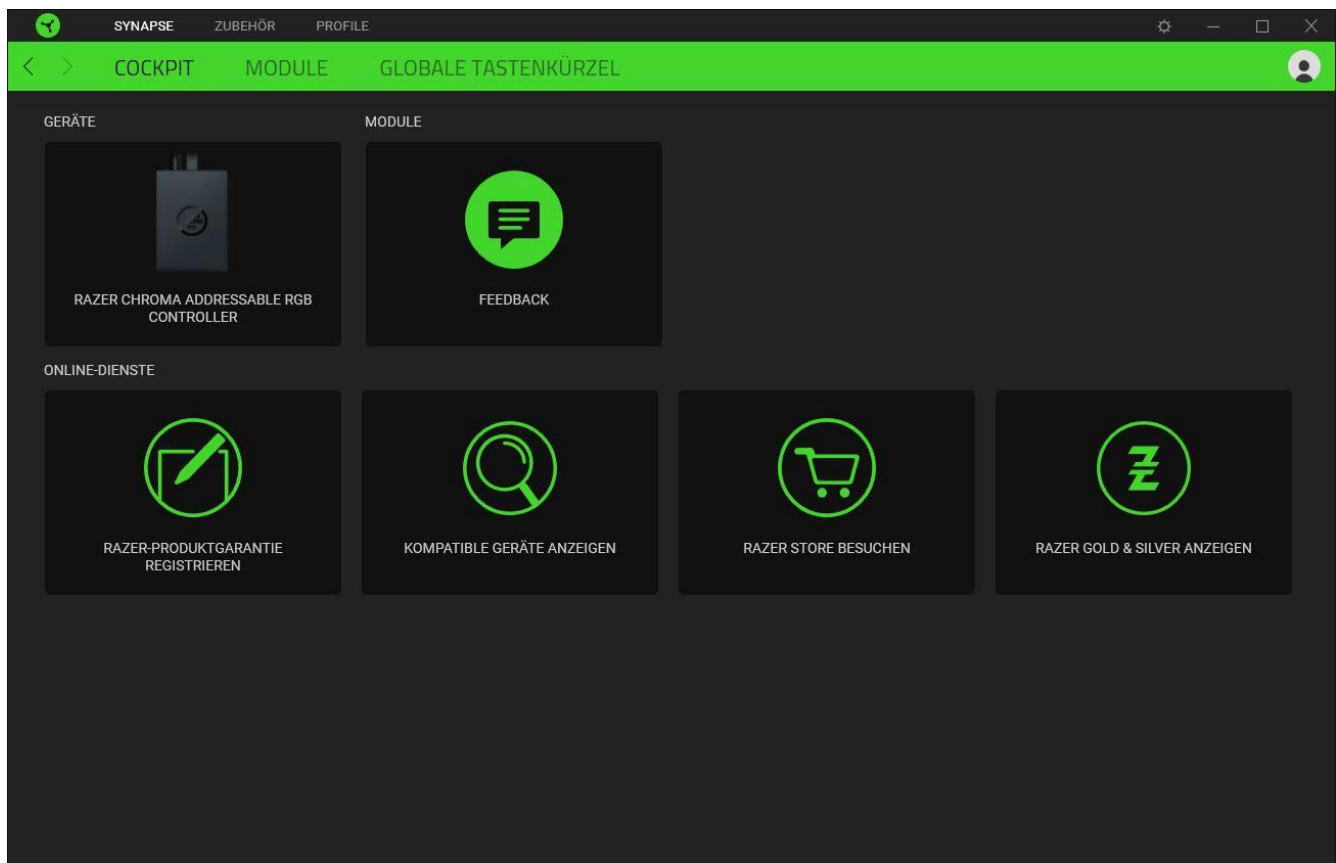 SYNAPSE ZUBEHÖR PROFILE
COCKPIT MODULE GLOBALE TASTENKÜRZEL
GERÄTE MODULE
RAZER CHROMA ADDRESSABLE RGB
CONTROLLER
FEEDBACK
ONLINE-DIENSTE
RAZER-PRODUKTGARANTIE
REGISTRIEREN
KOMPATIBLE GERÄTE ANZEIGEN
RAZER STORE BESUCHEN
RAZER GOLD & SILVER ANZEIGEN